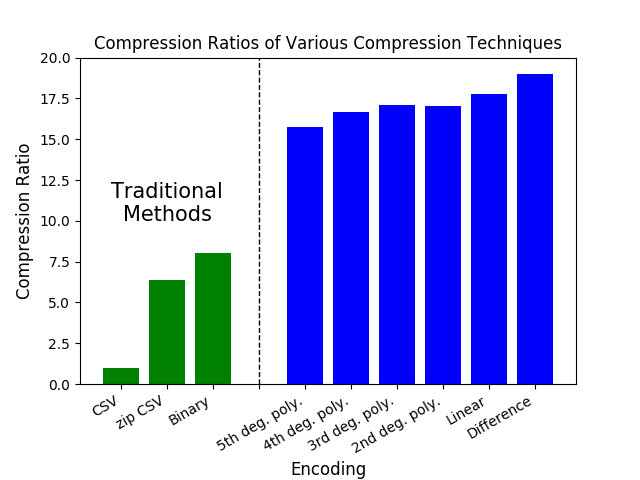 Compression Ratios of Various Compression Techniques
20.0
17.5
15.0
12.5
10.0
7.5
5.0
2.5
0.0
Compression Ratio
Traditional
Methods
CSV
zip CSV
Binary
5th deg. poly.
4th deg. poly.
3rd deg. poly.
2nd deg. poly.
Linear
Difference
Encoding